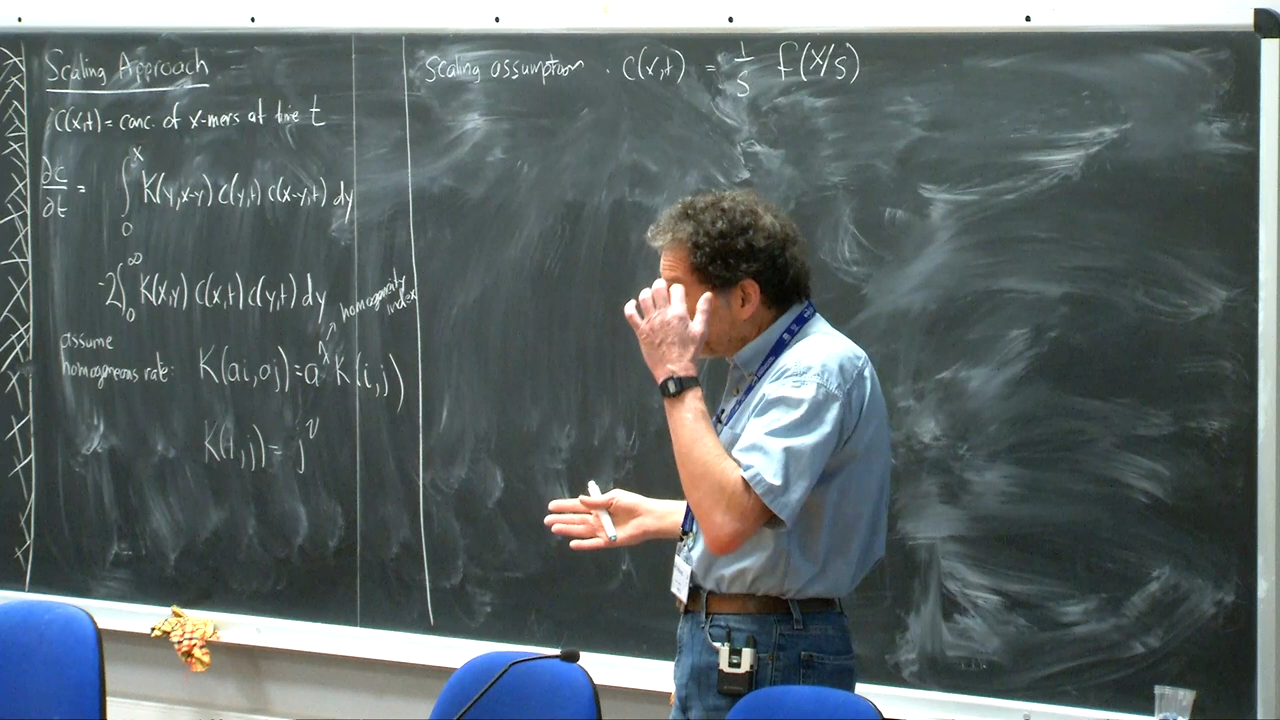 Scaling Approach
c(x,t) = conc. of x-mers at time t
∂c/∂t = ∫₀ˣ K(y,x-y) c(y,t) c(x-y,t) dy
-2∫₀^∞ K(x,y) c(x,t) c(y,t) dy
homogeneity
index
assume
homogeneous rate: K(ai,aj) = a^λ K(i,j)
K(1,j) = j^ν
Scaling assumption . c(x,t) = 1/s f(x/s)